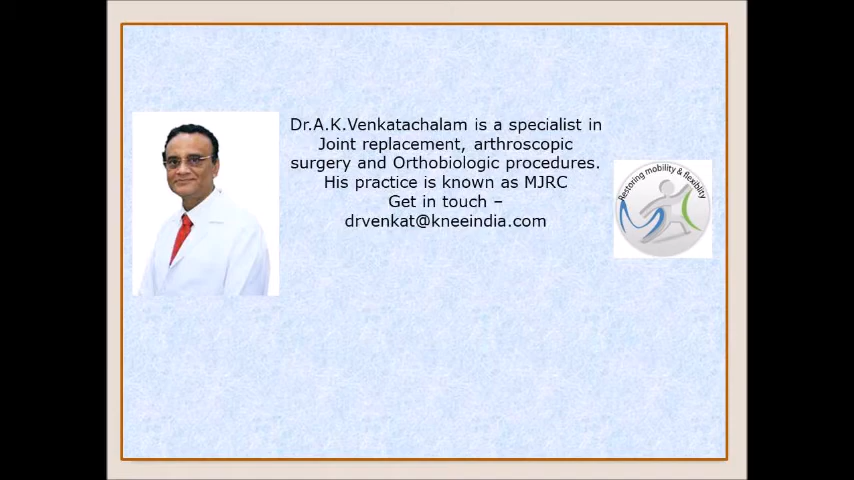 Dr.A.K.Venkatachalam is a specialist in
Joint replacement, arthroscopic
surgery and Orthobiologic procedures.
His practice is known as MJRC
Get in touch –
drvenkat@kneeindia.com
Restoring mobility & flexibility